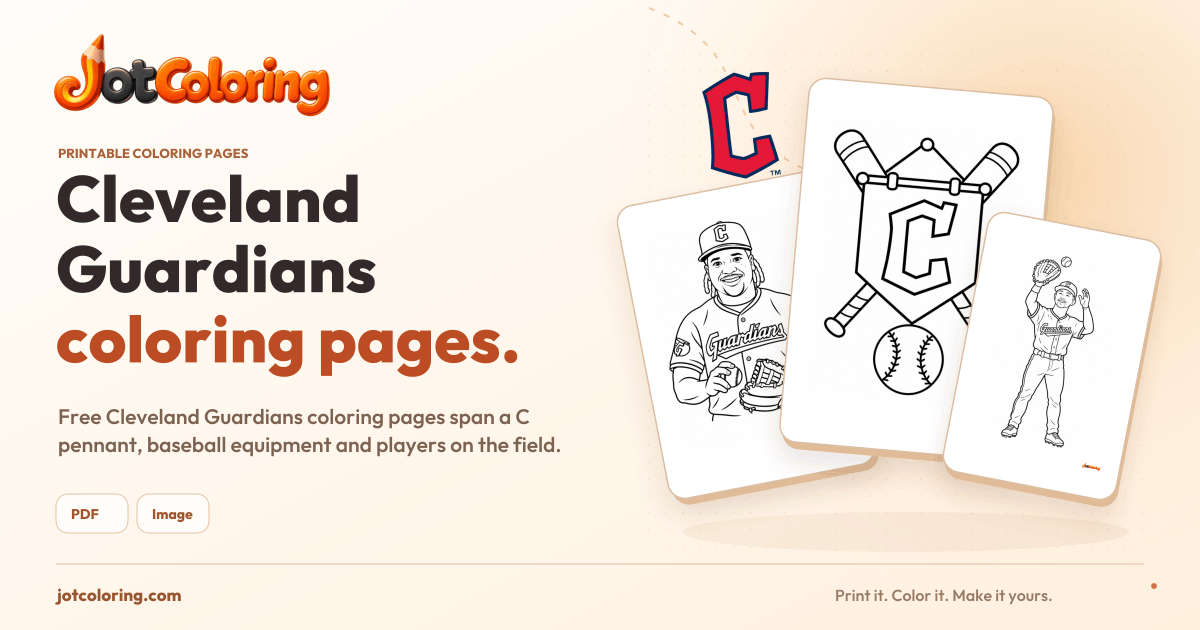 JotColoring
PRINTABLE COLORING PAGES
Cleveland
Guardians
coloring pages.
Free Cleveland Guardians coloring pages span a C
pennant, baseball equipment and players on the field.
PDF
Image
C
TM
C
Guardians
C
Guardians
JotColoring
jotcoloring.com
Print it. Color it. Make it yours.